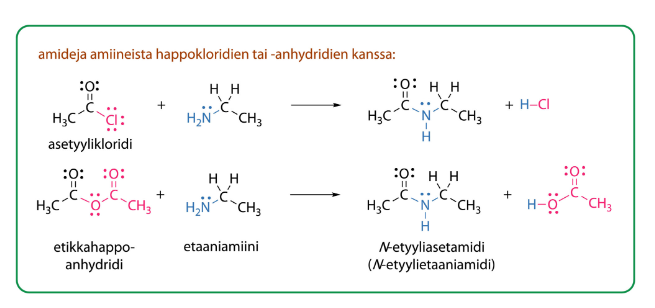 amideja amiineista happokloridien tai -anhydridien kanssa:
:O: H H :O: H H
H₃C C Cl + H₂N C CH₃ → C N C CH₃ H₃C H + H–Cl
asetyylikloridi
:O: :O: H H :O: H H :O:
H₃C C O C CH₃ + H₂N C CH₃ → H₃C C N C CH₃ H + H–O C CH₃
etikkahappo-
anhydridi
etaaniamiini
N-etyyliasetamidi
(N-etyylietaaniamidi)